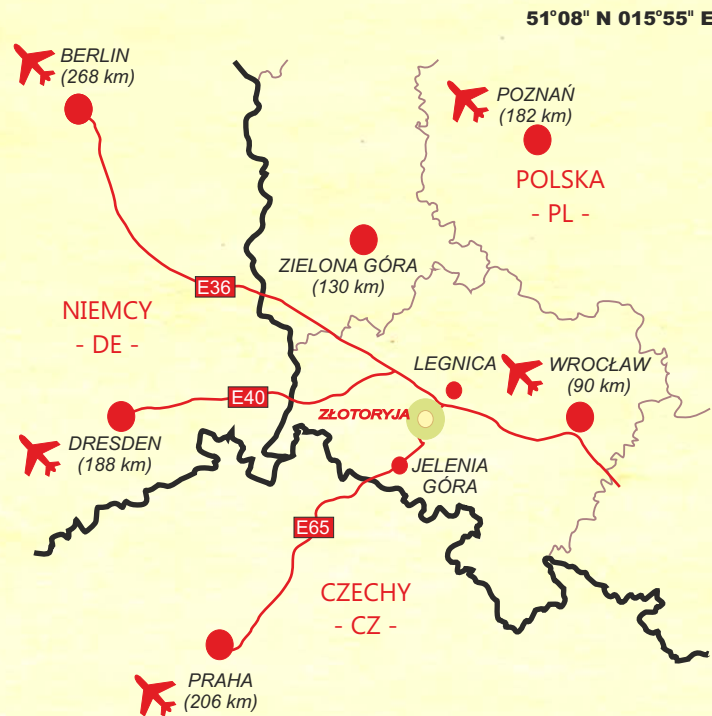 51°08" N 015°55" E
BERLIN
(268 km)
POZNAŃ
(182 km)
POLSKA
- PL -
ZIELONA GÓRA
(130 km)
E36
NIEMCY
- DE -
LEGNICA
WROCŁAW
(90 km)
E40
ZŁOTORYJA
DRESDEN
(188 km)
JELENIA
GÓRA
E65
CZECHY
- CZ -
PRAHA
(206 km)